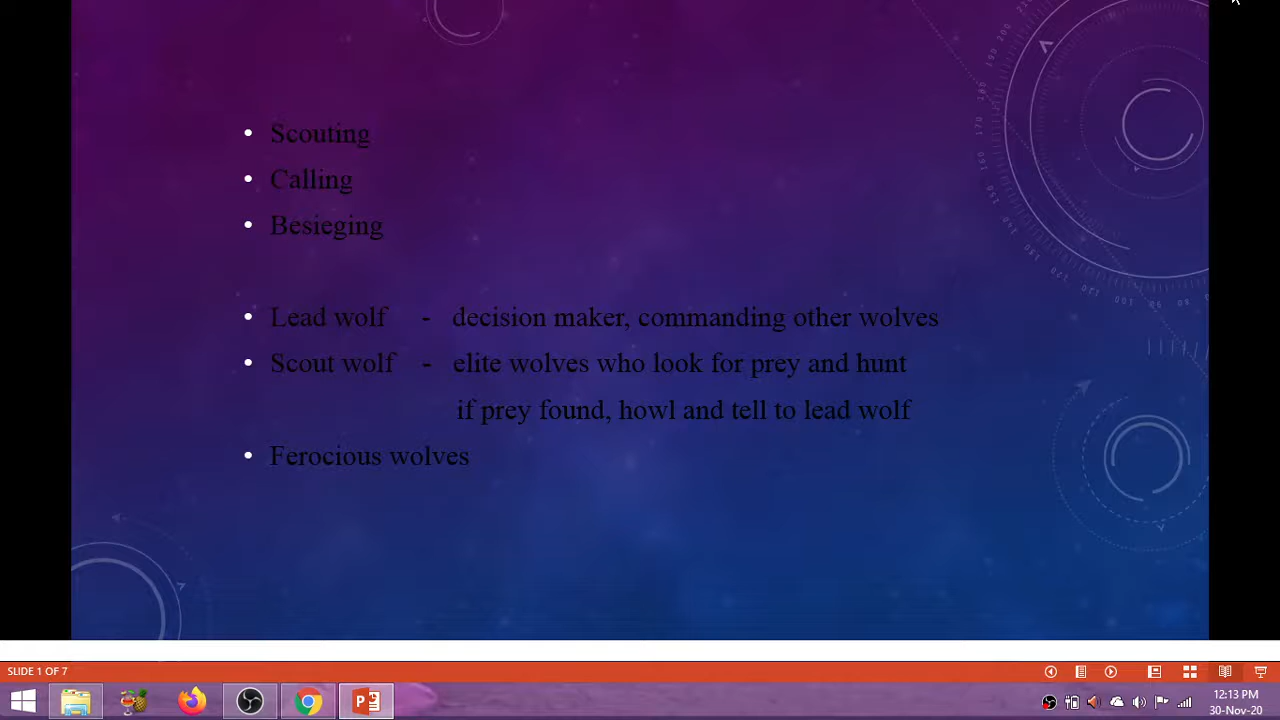 • Scouting
• Calling
• Besieging
• Lead wolf - decision maker, commanding other wolves
• Scout wolf - elite wolves who look for prey and hunt
if prey found, howl and tell to lead wolf
• Ferocious wolves
SLIDE 1 OF 7
12:13 PM
30-Nov-20